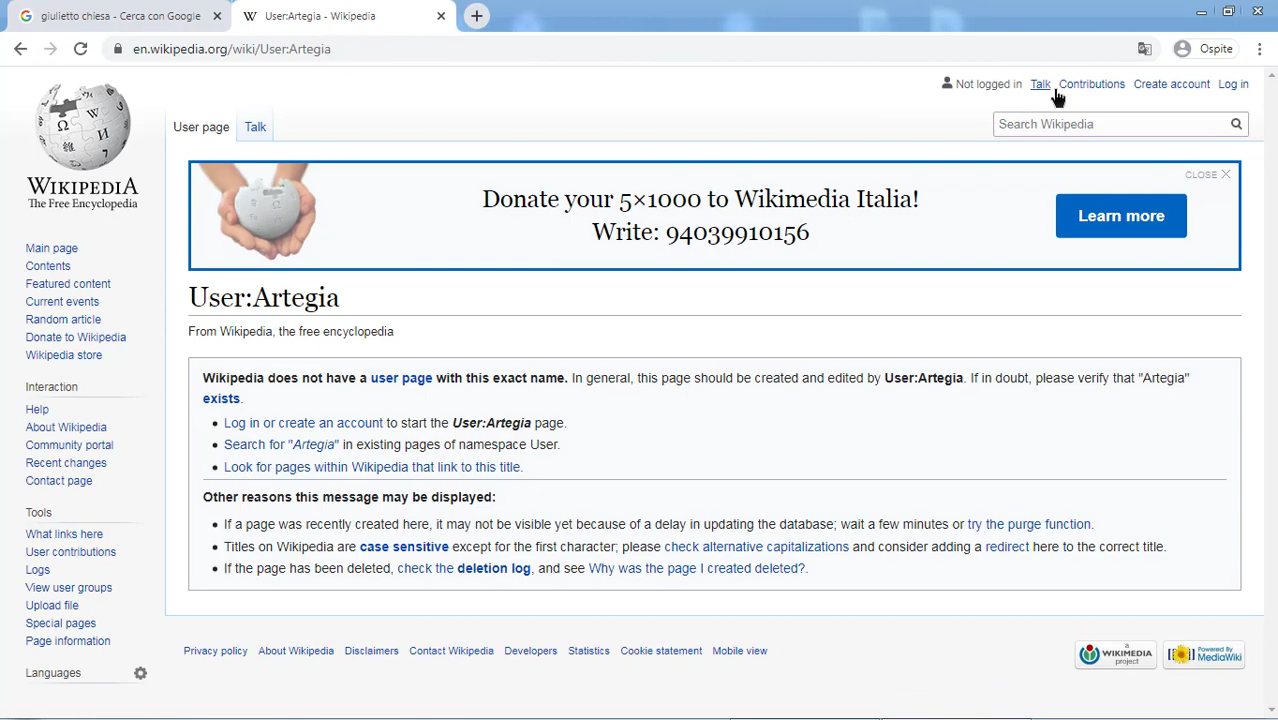 giulietto chiesa - Cerca con Google
User:Artegia - Wikipedia
en.wikipedia.org/wiki/User:Artegia
Ospite
Not logged in Talk Contributions Create account Log in
User page Talk
Search Wikipedia
WIKIPEDIA
The Free Encyclopedia
CLOSE
Donate your 5×1000 to Wikimedia Italia!
Write: 94039910156
Learn more
Main page
Contents
Featured content
Current events
Random article
Donate to Wikipedia
Wikipedia store
Interaction
Help
About Wikipedia
Community portal
Recent changes
Contact page
Tools
What links here
User contributions
Logs
View user groups
Upload file
Special pages
Page information
Languages
User:Artegia
From Wikipedia, the free encyclopedia
Wikipedia does not have a user page with this exact name. In general, this page should be created and edited by User:Artegia. If in doubt, please verify that "Artegia"
exists.
Log in or create an account to start the User:Artegia page.
Search for "Artegia" in existing pages of namespace User.
Look for pages within Wikipedia that link to this title.
Other reasons this message may be displayed:
If a page was recently created here, it may not be visible yet because of a delay in updating the database; wait a few minutes or try the purge function.
Titles on Wikipedia are case sensitive except for the first character; please check alternative capitalizations and consider adding a redirect here to the correct title.
If the page has been deleted, check the deletion log, and see Why was the page I created deleted?.
Privacy policy About Wikipedia Disclaimers Contact Wikipedia Developers Statistics Cookie statement Mobile view
A WIKIMEDIA project
Powered By MediaWiki